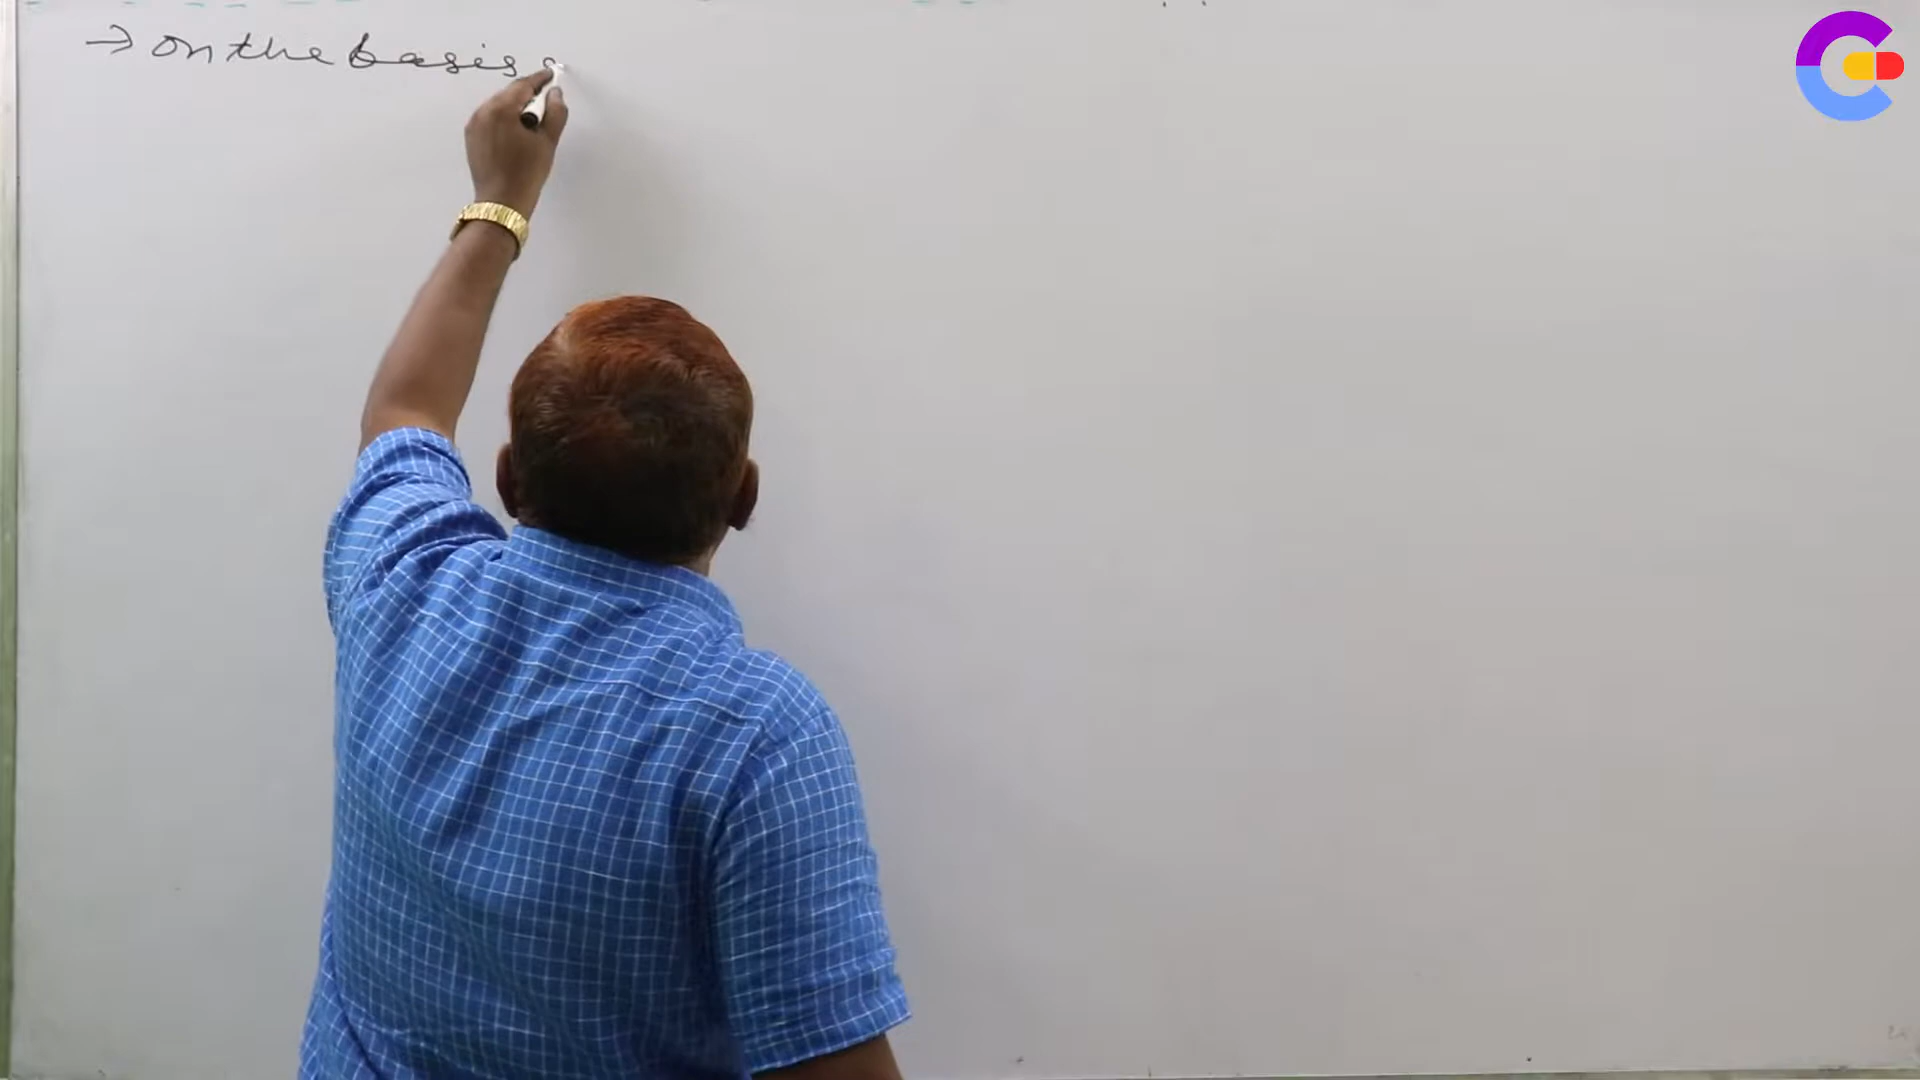 → On the basis o